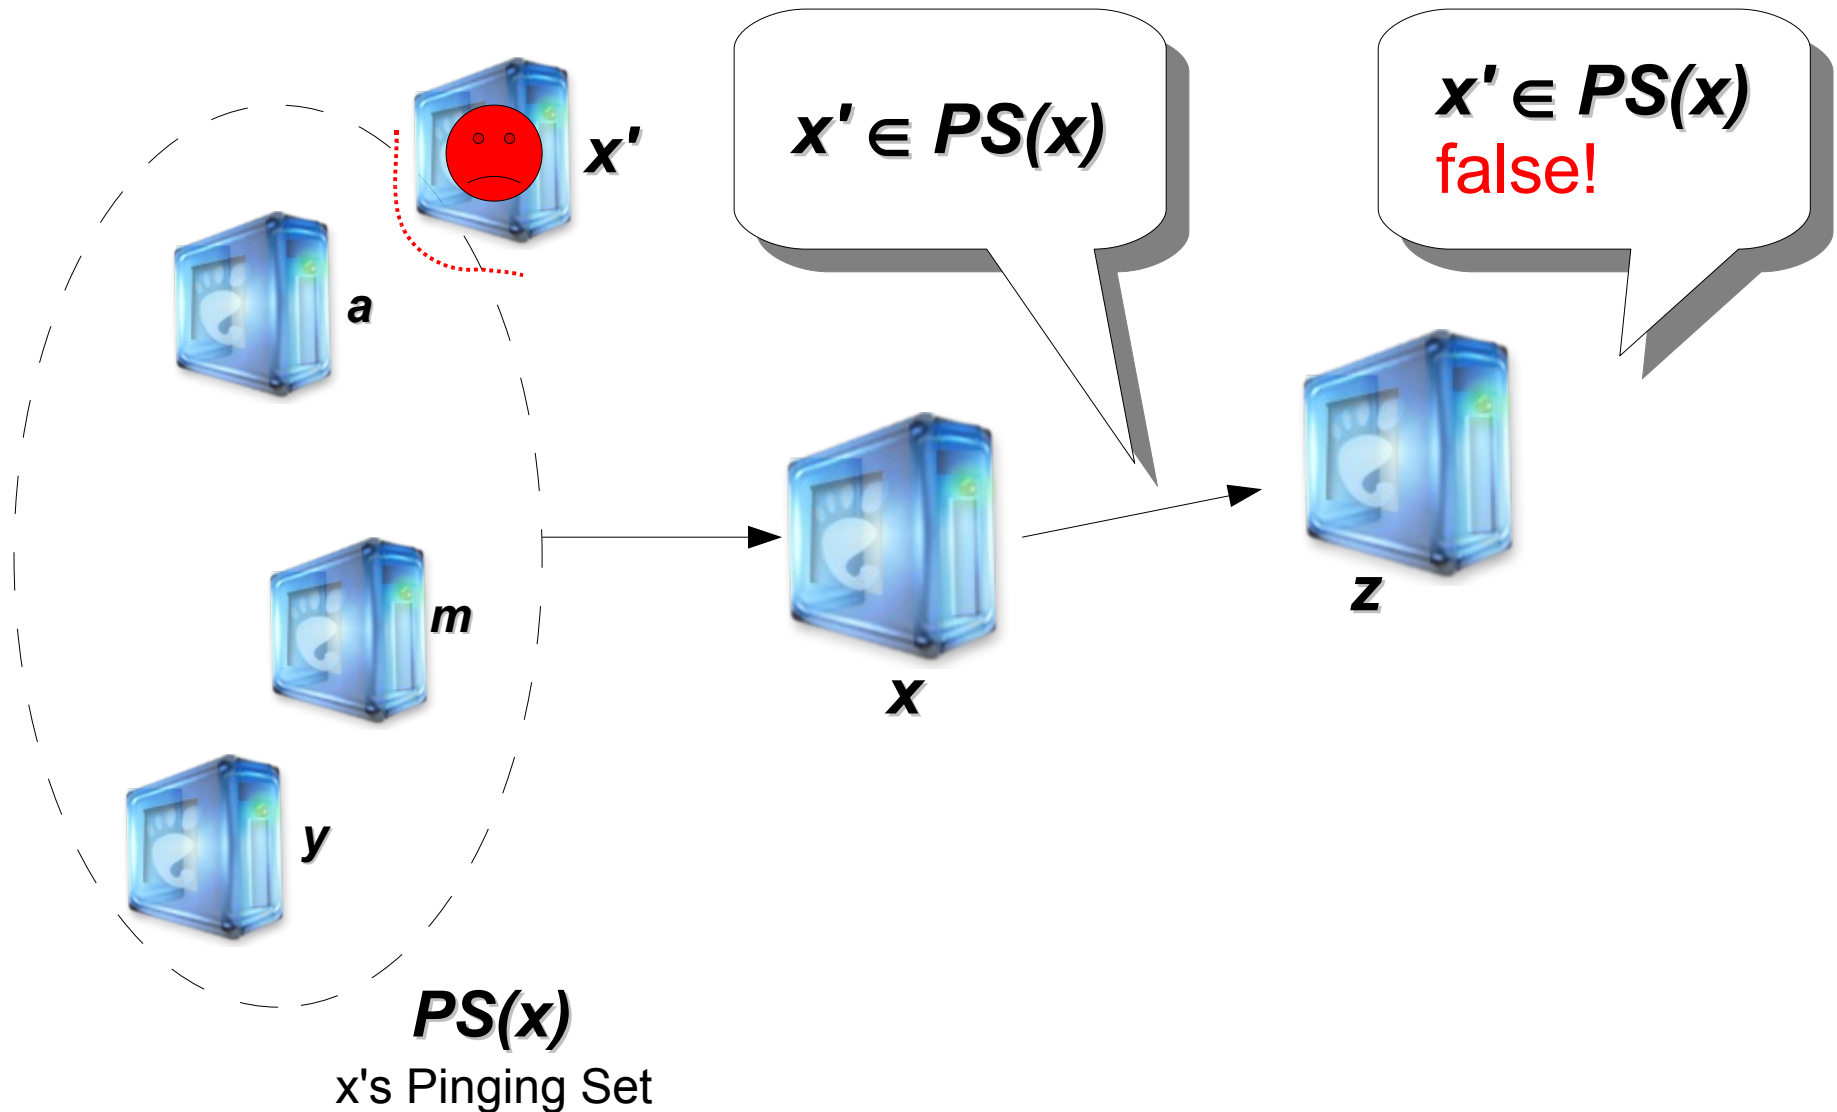 x'
x' ∈ PS(x)
x' ∈ PS(x)
false!
a
m
z
x
y
PS(x)
x's Pinging Set